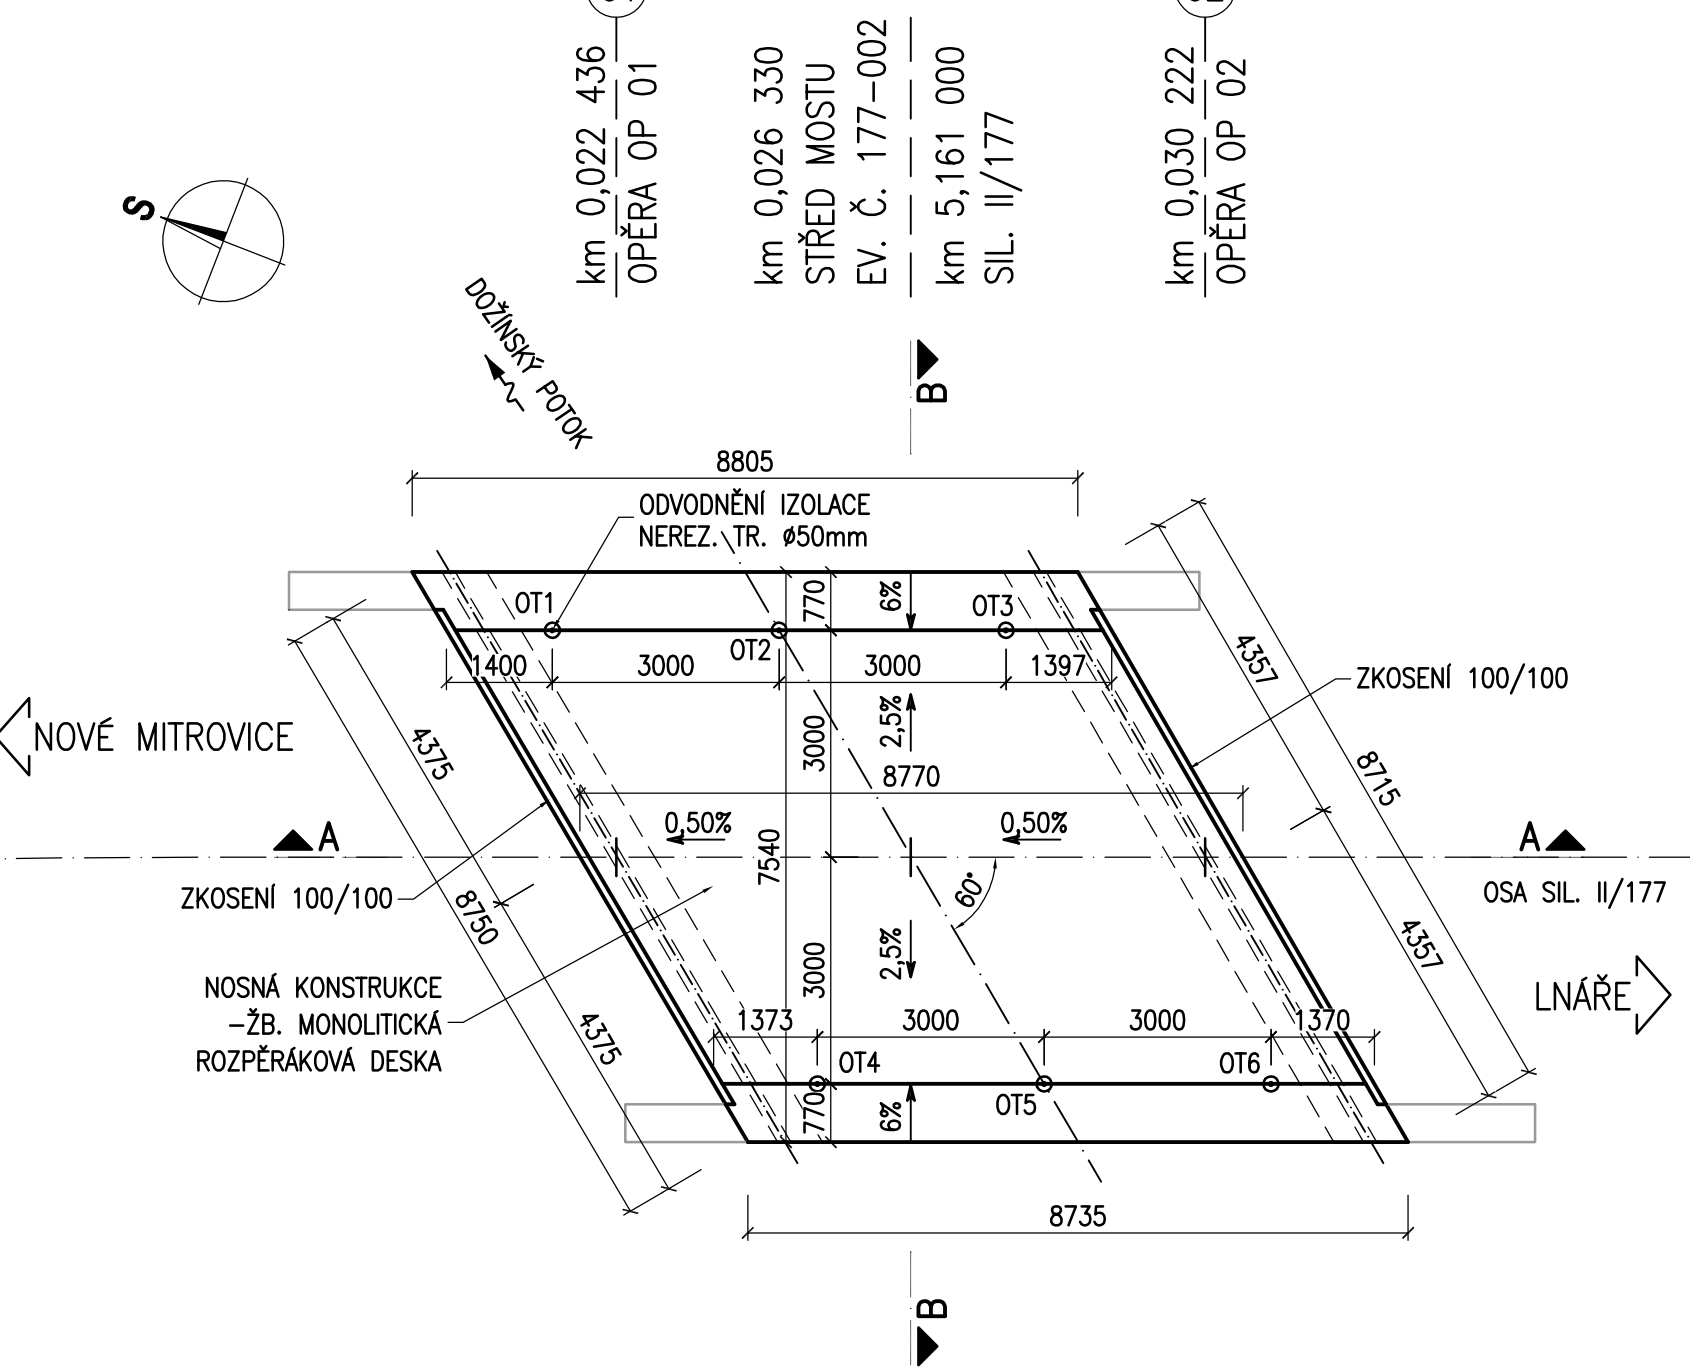 km 0,022 436
OPĚRA OP 01
km 0,026 330
STŘED MOSTU
EV. Č. 177-002
km 5,161 000
SIL. II/177
km 0,030 222
OPĚRA OP 02
S
DOŽÍNSKÝ POTOK
B
8805
ODVODNĚNÍ IZOLACE
NEREZ. TR. ø50mm
OT1
OT2
OT3
770
6%
1400
3000
3000
1397
4357
ZKOSENÍ 100/100
NOVÉ MITROVICE
4375
3000
2,5%
8770
8715
A
0,50%
0,50%
A
7540
60°
ZKOSENÍ 100/100
8750
OSA SIL. II/177
4357
3000
2,5%
NOSNÁ KONSTRUKCE
-ŽB. MONOLITICKÁ
ROZPĚRÁKOVÁ DESKA
4375
LNÁŘE
1373
3000
3000
1370
OT4
OT5
OT6
770
6%
8735
B